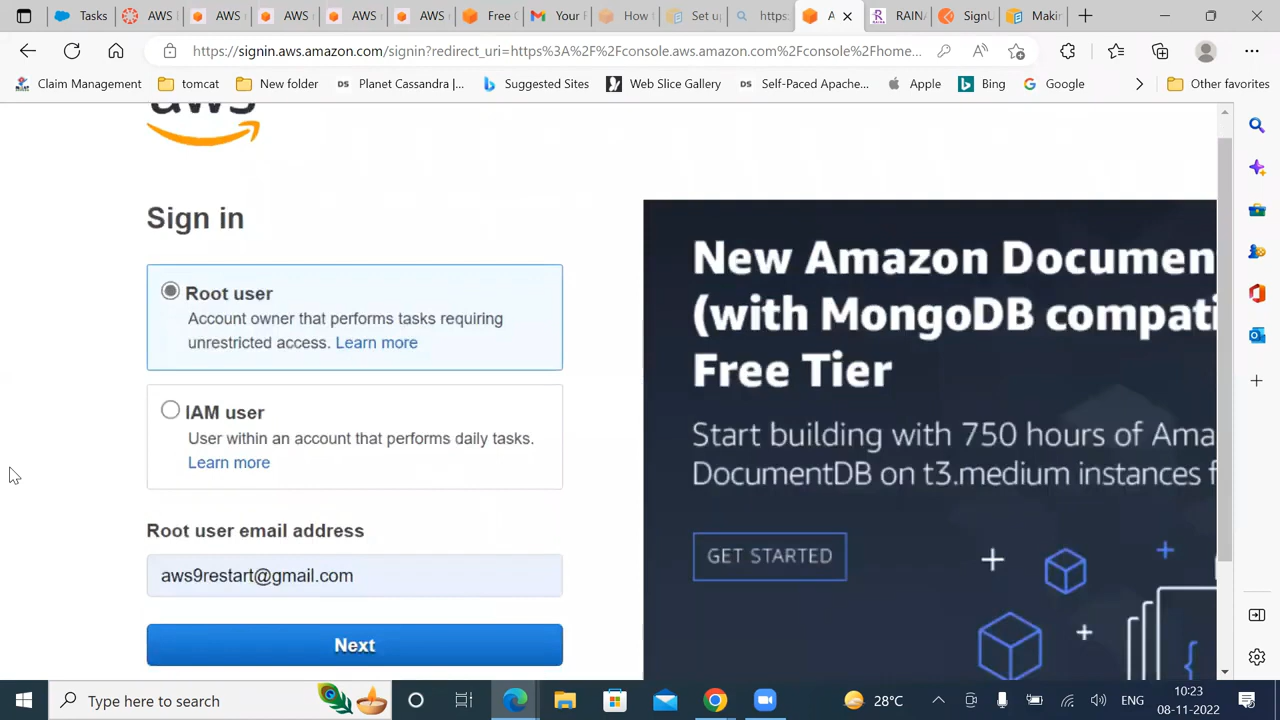 Tasks
AWS I
AWS
AWS
AWS
AWS
Free C
Your F
How t
Set up
https:
A
RAINA
SignU
Makir
https://signin.aws.amazon.com/signin?redirect_uri=https%3A%2F%2Fconsole.aws.amazon.com%2Fconsole%2Fhome...
Claim Management
tomcat
New folder
DS Planet Cassandra |...
Suggested Sites
Web Slice Gallery
DS Self-Paced Apache...
Apple
Bing
Google
Other favorites
aws
Sign in
Root user
Account owner that performs tasks requiring
unrestricted access. Learn more
IAM user
User within an account that performs daily tasks.
Learn more
Root user email address
aws9restart@gmail.com
Next
New Amazon Documen
(with MongoDB compati
Free Tier
Start building with 750 hours of Ama
DocumentDB on t3.medium instances f
GET STARTED
Type here to search
28°C
ENG
10:23
08-11-2022